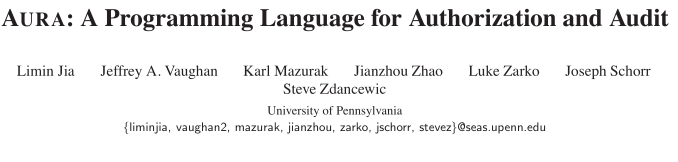 AURA: A Programming Language for Authorization and Audit
Limin Jia Jeffrey A. Vaughan Karl Mazurak Jianzhou Zhao Luke Zarko Joseph Schorr
Steve Zdancewic
University of Pennsylvania
{liminjia, vaughan2, mazurak, jianzhou, zarko, jschorr, stevez}@seas.upenn.edu